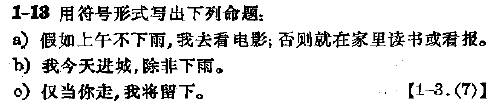 1-13 用符号形式写出下列命题:
a) 假如上午不下雨,我去看电影;否则就在家里读书或看报。
b) 我今天进城,除非下雨。
c) 仅当你走,我将留下。 【1-3.(7)】